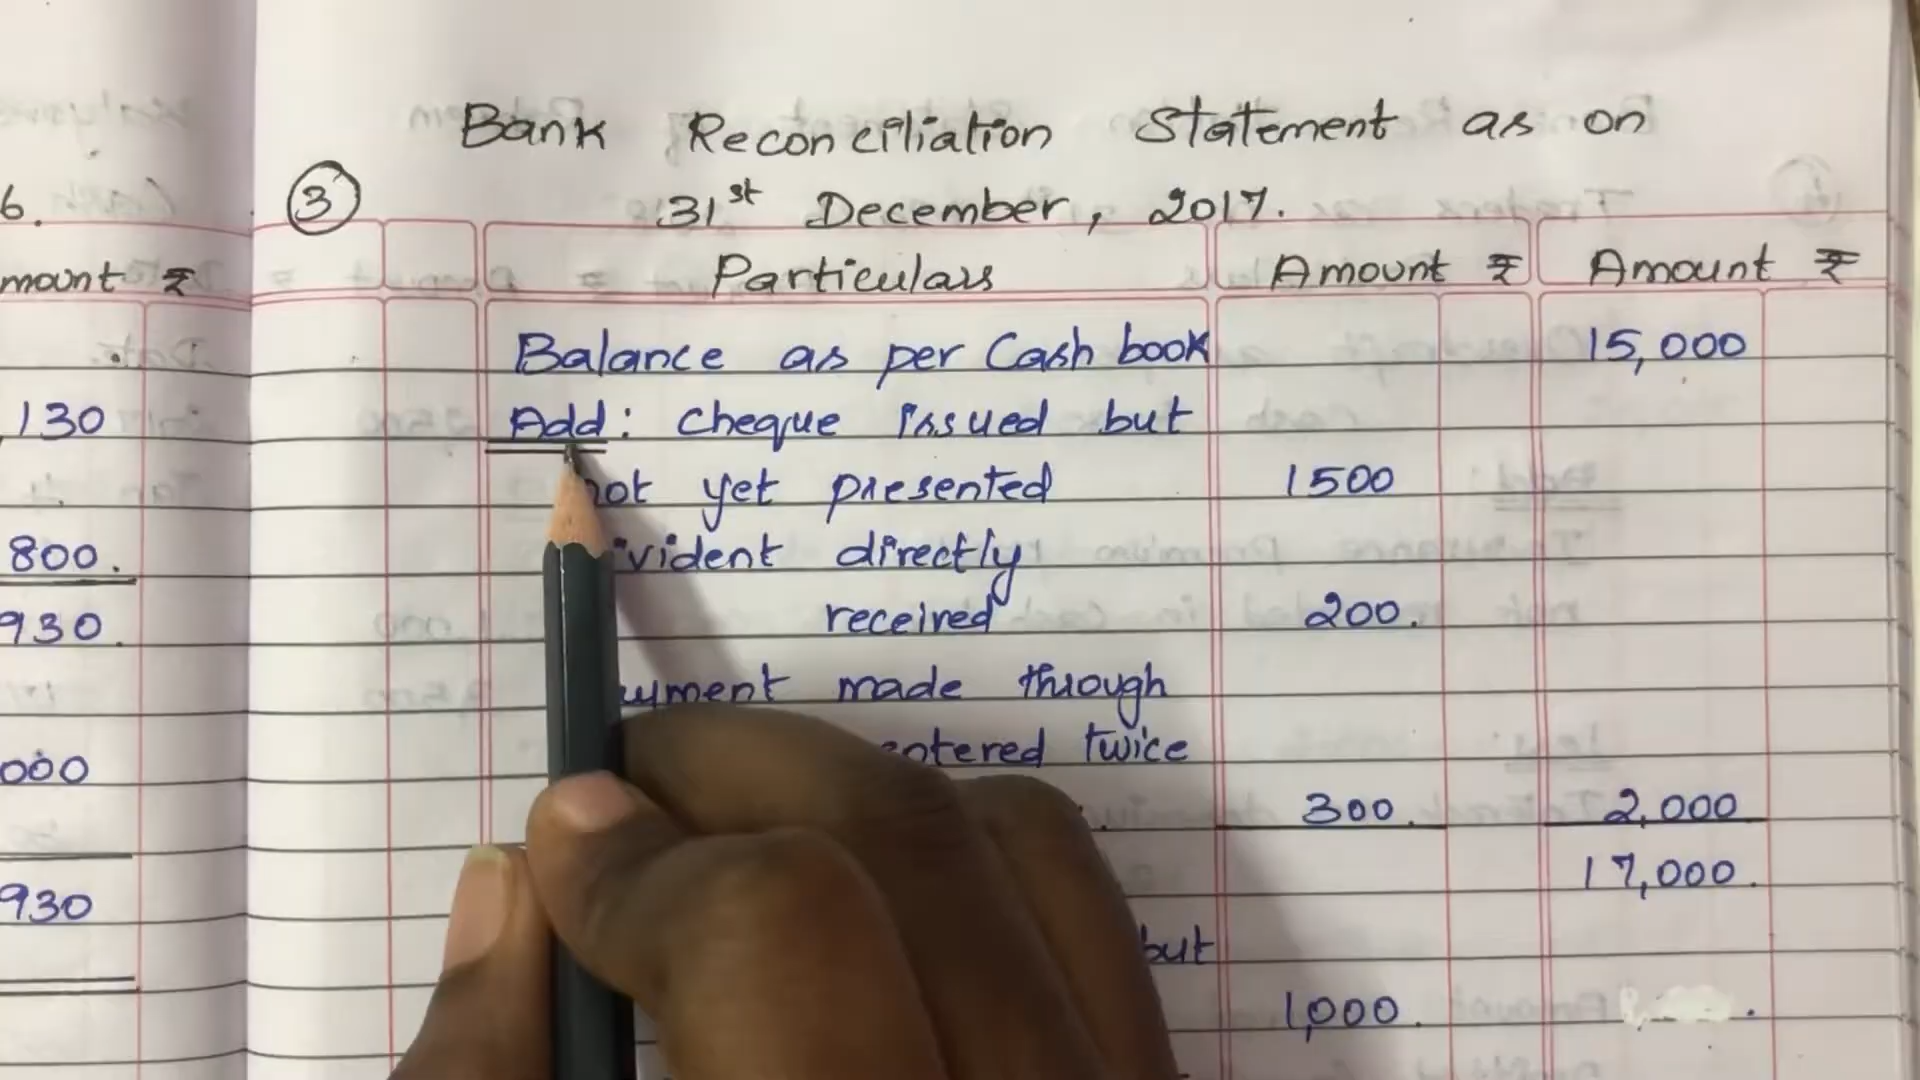 Bank Reconciliation Statement as on
3 31st December, 2017.
6.
mount ₹ Particulars Amount ₹ Amount ₹
Balance as per Cash book 15,000
130 Add: Cheque issued but
not yet presented 1500
800. ivident directly
930. received 200.
yment made through
000 entered twice
300. 2,000
17,000.
930 but
1,000.